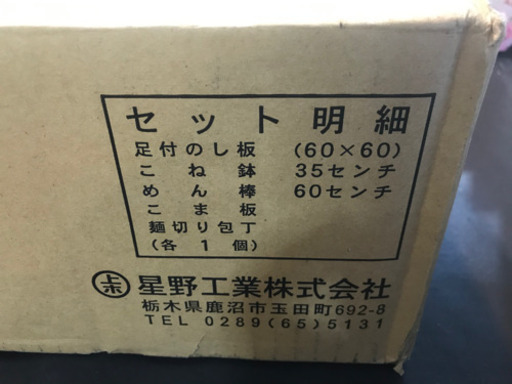 セット明細
足付のし板 (60×60)
こね鉢 35センチ
めん棒 60センチ
こま板
麺切り包丁
(各1個)
星野工業株式会社
栃木県鹿沼市玉田町692-8
TEL 0289(65)5131